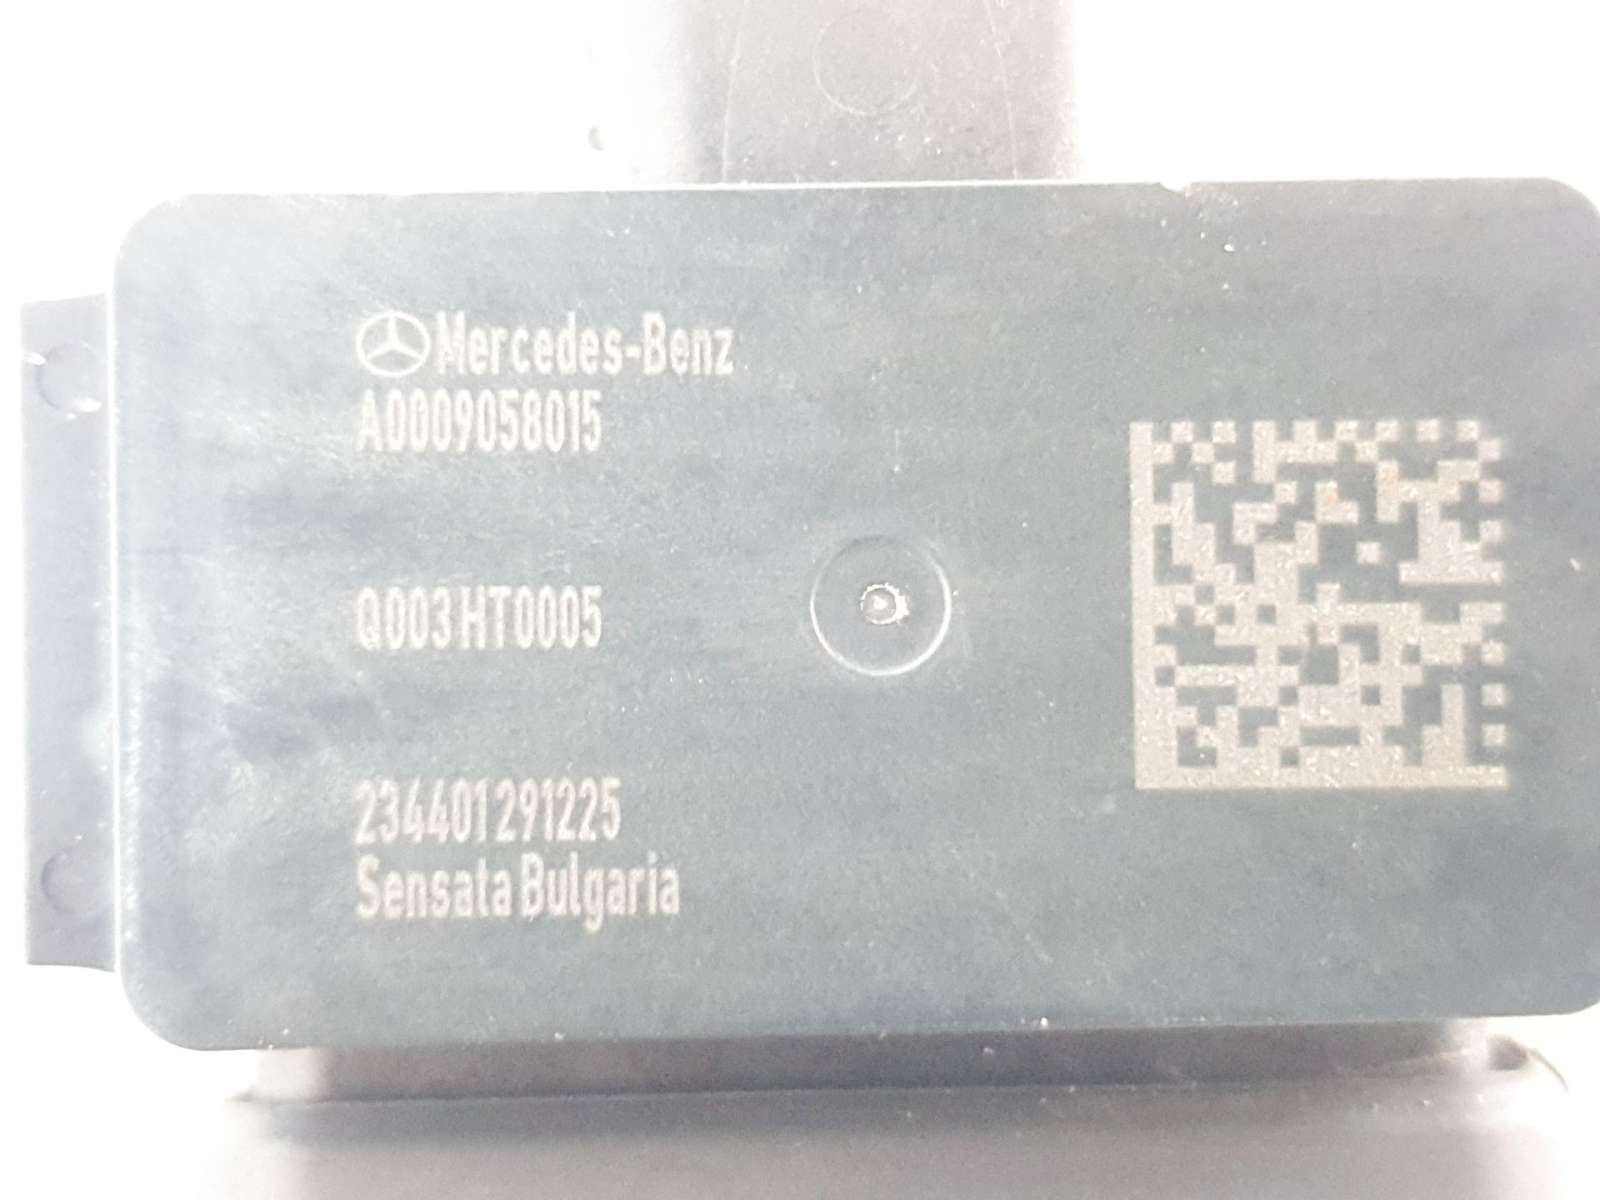 Mercedes-Benz
A0009058015
Q003HT0005
234401291225
Sensata Bulgaria